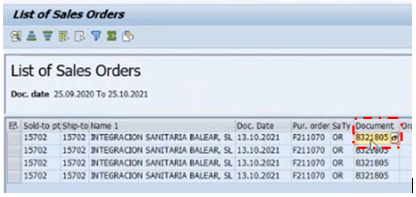 List of Sales Orders
List of Sales Orders
Doc. date 25.09.2020 To 25.10.2021
Sold-to pt Ship-to Name 1 Doc. Date Pur. order SaTy Document
15702 15702 INTEGRACION SANITARIA BALEAR, SL 13.10.2021 F211070 OR 8321805
15702 15702 INTEGRACION SANITARIA BALEAR, SL 13.10.2021 F211070 OR 8321805
15702 15702 INTEGRACION SANITARIA BALEAR, SL 13.10.2021 F211070 OR 8321805
15702 15702 INTEGRACION SANITARIA BALEAR, SL 13.10.2021 F211070 OR 8321805